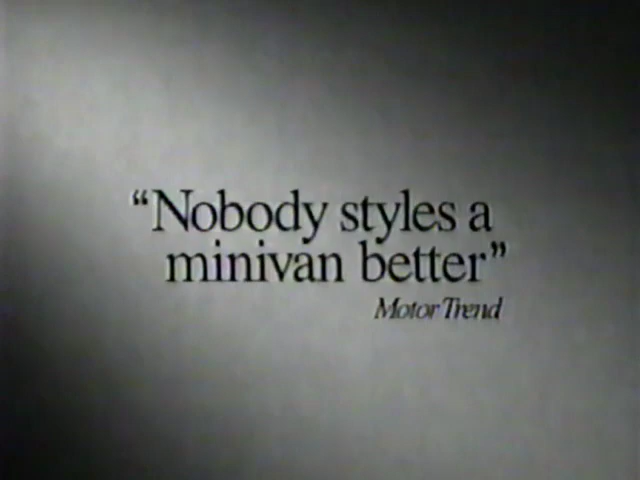 “Nobody styles a
minivan better”
Motor Trend